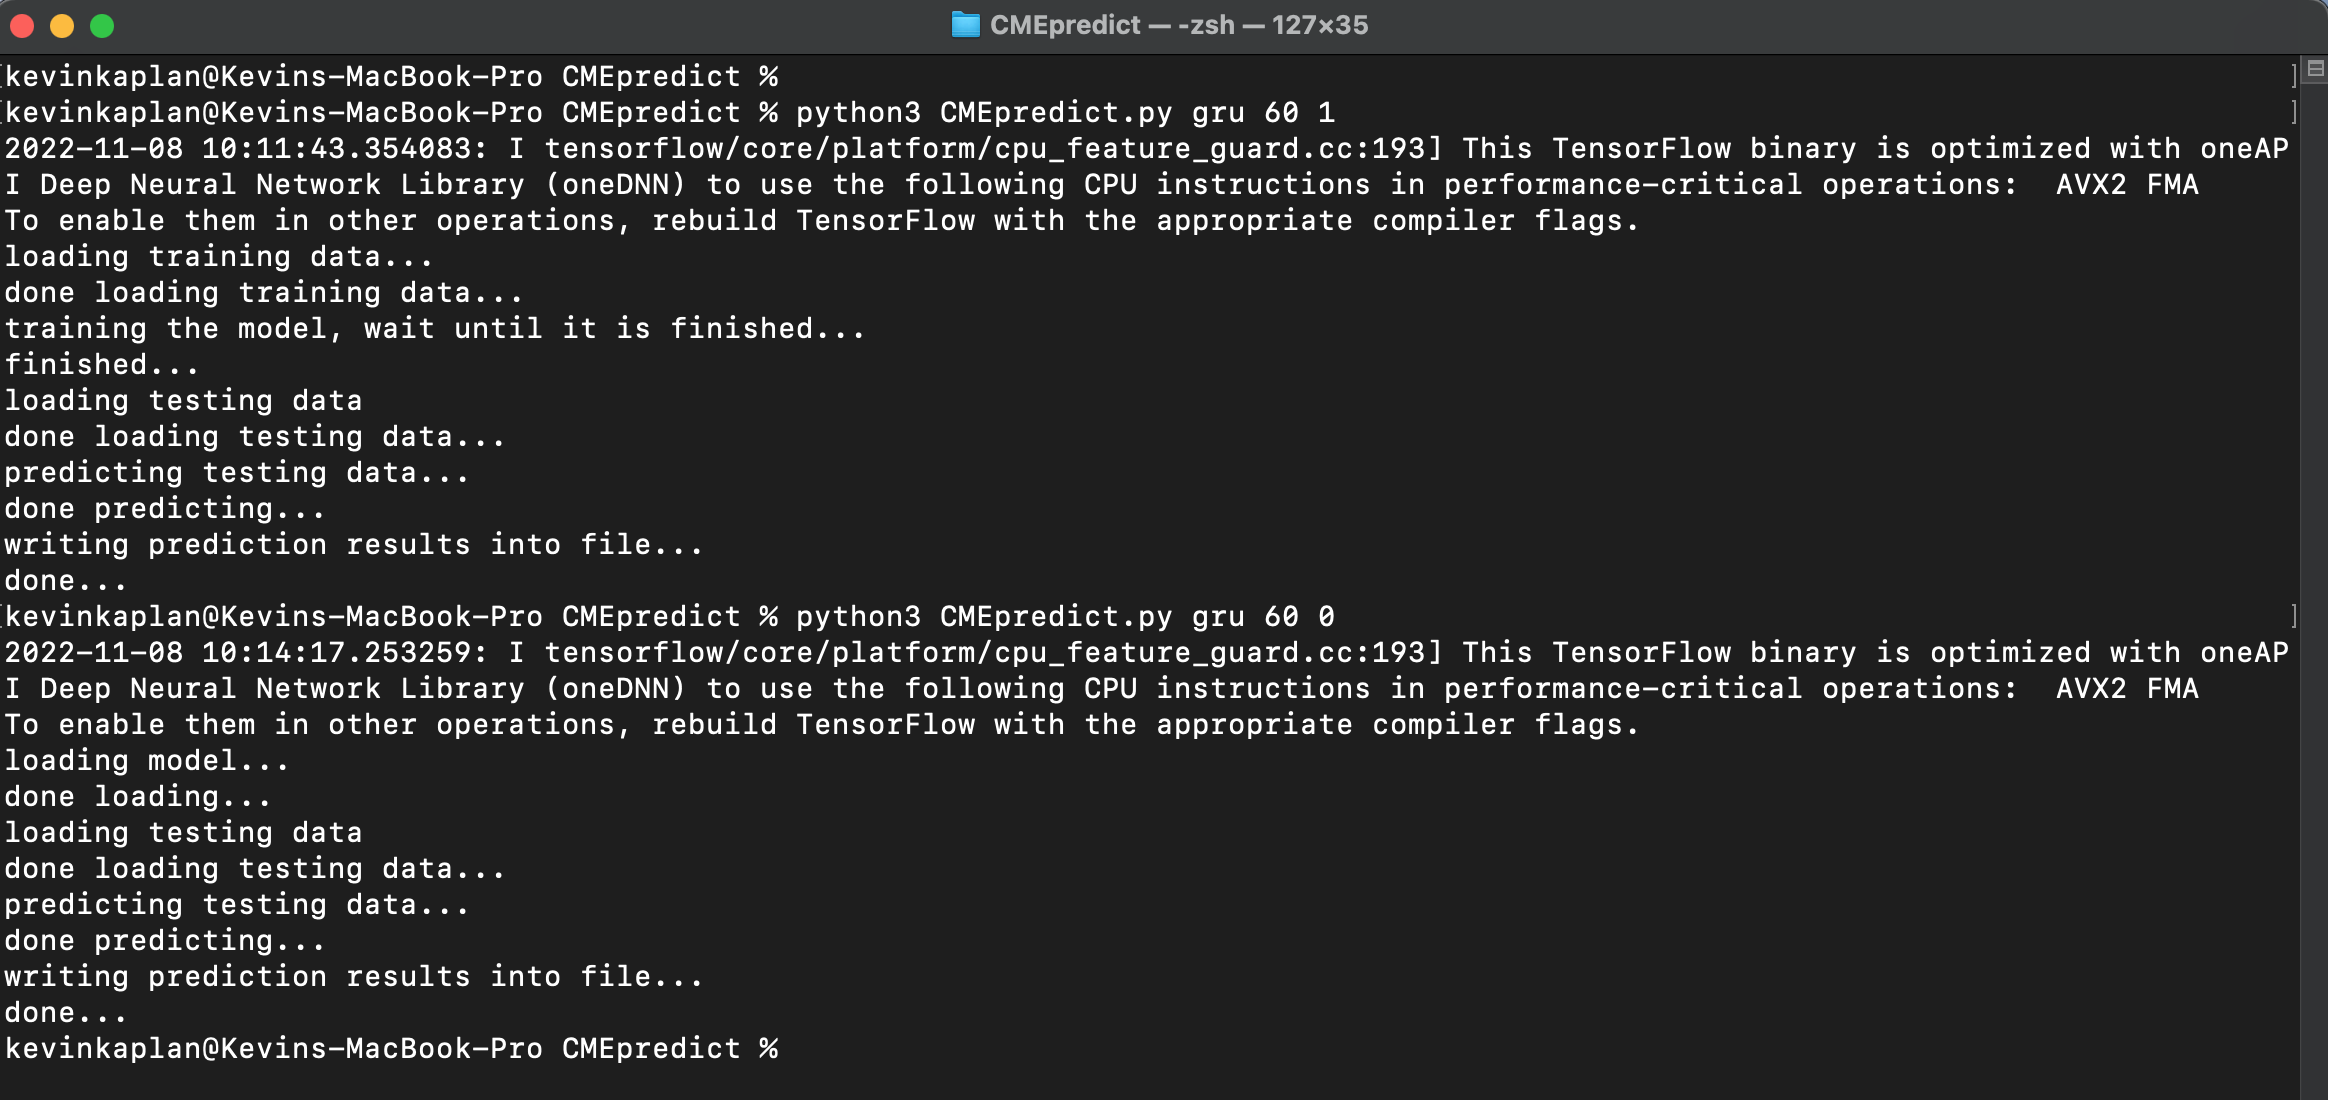 CMEpredict — -zsh — 127×35
kevinkaplan@Kevins-MacBook-Pro CMEpredict %
kevinkaplan@Kevins-MacBook-Pro CMEpredict % python3 CMEpredict.py gru 60 1
2022-11-08 10:11:43.354083: I tensorflow/core/platform/cpu_feature_guard.cc:193] This TensorFlow binary is optimized with oneAP
I Deep Neural Network Library (oneDNN) to use the following CPU instructions in performance-critical operations:  AVX2 FMA
To enable them in other operations, rebuild TensorFlow with the appropriate compiler flags.
loading training data...
done loading training data...
training the model, wait until it is finished...
finished...
loading testing data
done loading testing data...
predicting testing data...
done predicting...
writing prediction results into file...
done...
kevinkaplan@Kevins-MacBook-Pro CMEpredict % python3 CMEpredict.py gru 60 0
2022-11-08 10:14:17.253259: I tensorflow/core/platform/cpu_feature_guard.cc:193] This TensorFlow binary is optimized with oneAP
I Deep Neural Network Library (oneDNN) to use the following CPU instructions in performance-critical operations:  AVX2 FMA
To enable them in other operations, rebuild TensorFlow with the appropriate compiler flags.
loading model...
done loading...
loading testing data
done loading testing data...
predicting testing data...
done predicting...
writing prediction results into file...
done...
kevinkaplan@Kevins-MacBook-Pro CMEpredict %